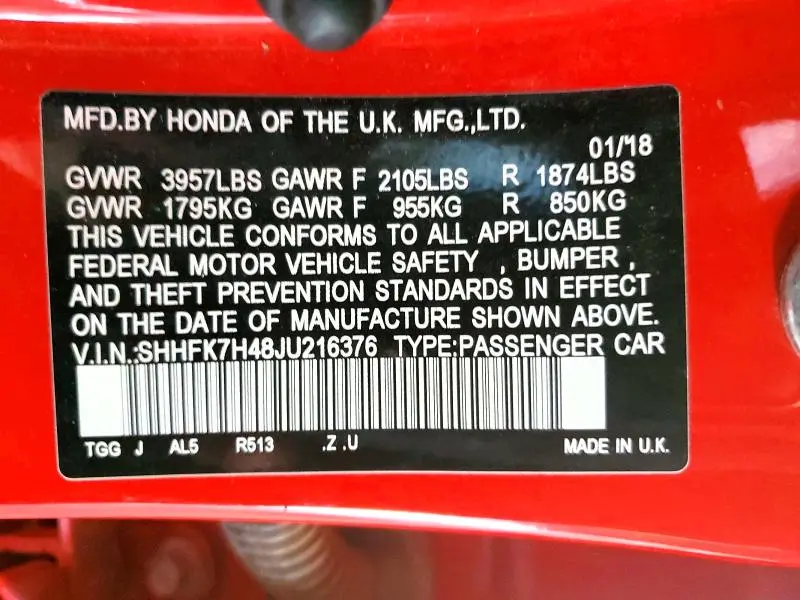 MFD.BY HONDA OF THE U.K. MFG.,LTD.
01/'18
GVWR 3957LBS GAWR F 2105LBS R 1874LBS
GVWR 1795KG GAWR F 955KG R 850KG
THIS VEHICLE CONFORMS TO ALL APPLICABLE
FEDERAL MOTOR VEHICLE SAFETY , BUMPER ,
AND THEFT PREVENTION STANDARDS IN EFFECT
ON THE DATE OF MANUFACTURE SHOWN ABOVE.
V.I.N.:SHHFK7H48JU216376 TYPE:PASSENGER CAR
TGG J AL5 R513 .Z .U MADE IN U.K.